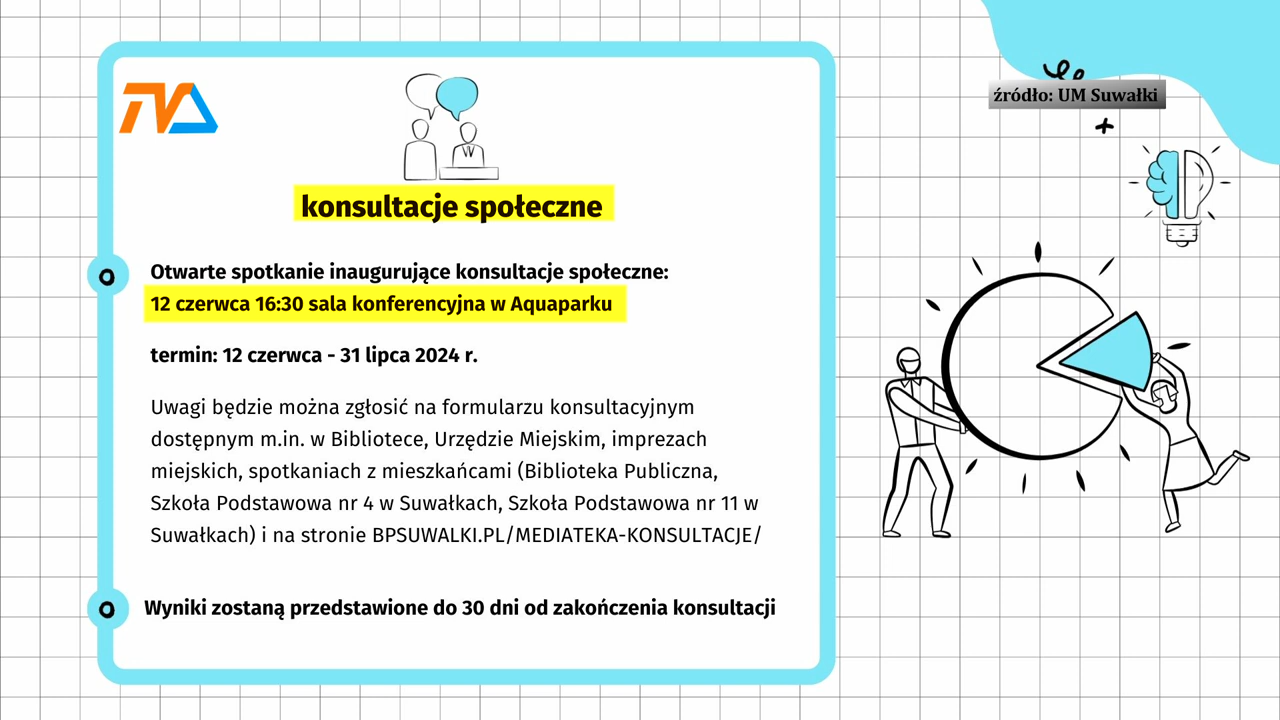 TVA
źródło: UM Suwałki
konsultacje społeczne
Otwarte spotkanie inaugurujące konsultacje społeczne:
12 czerwca 16:30 sala konferencyjna w Aquaparku
termin: 12 czerwca - 31 lipca 2024 r.
Uwagi będzie można zgłosić na formularzu konsultacyjnym
dostępnym m.in. w Bibliotece, Urzędzie Miejskim, imprezach
miejskich, spotkaniach z mieszkańcami (Biblioteka Publiczna,
Szkoła Podstawowa nr 4 w Suwałkach, Szkoła Podstawowa nr 11 w
Suwałkach) i na stronie BPSUWALKI.PL/MEDIATEKA-KONSULTACJE/
Wyniki zostaną przedstawione do 30 dni od zakończenia konsultacji